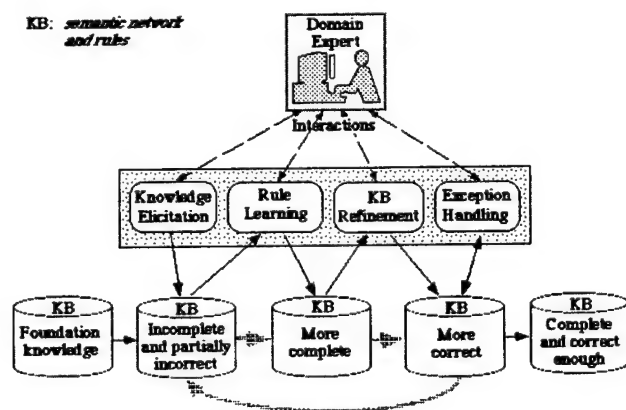 KB: semantic network
and rules
Domain
Expert
Interactions
Knowledge
Elicitation
Rule
Learning
KB
Refinement
Exception
Handling
KB
Foundation
knowledge
KB
Incomplete
and partially
incorrect
KB
More
complete
KB
More
correct
KB
Complete
and correct
enough